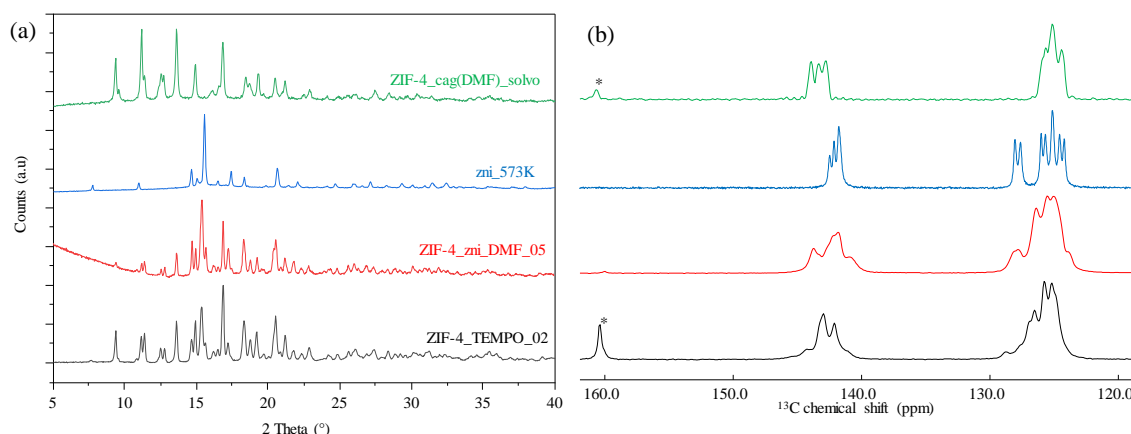 (a)
Counts (a.u)
ZIF-4_cag(DMF)_solvo
zni_573K
ZIF-4_zni_DMF_05
ZIF-4_TEMPO_02
5 10 15 20 25 30 35 40
2 Theta (°)
(b)
*
*
160.0 150.0 140.0 130.0 120.0
¹³C chemical shift (ppm)